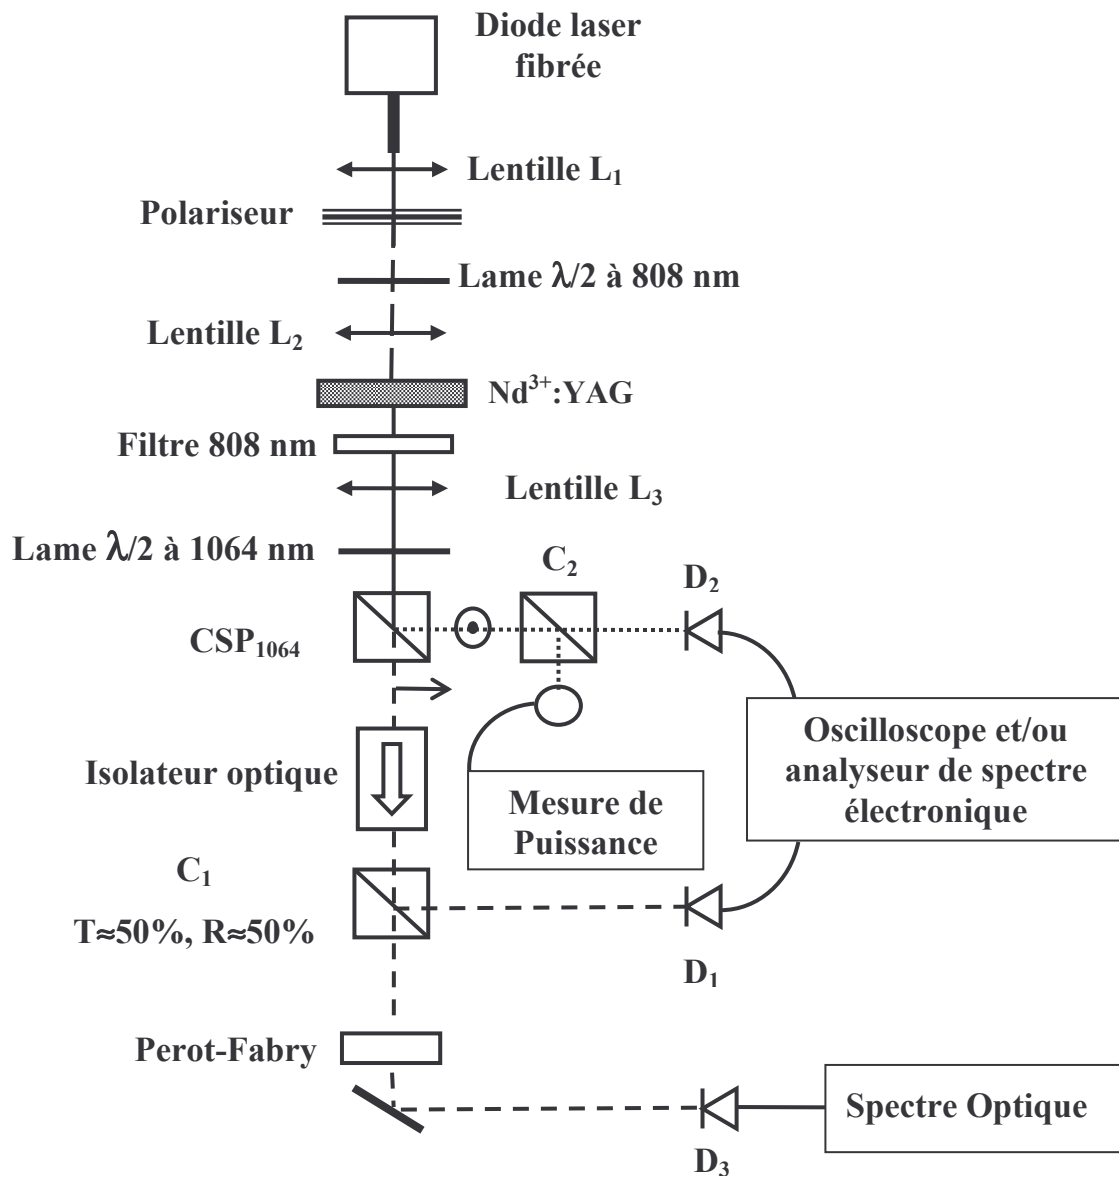 Diode laser
fibrée
Lentille L₁
Polariseur
Lame λ/2 à 808 nm
Lentille L₂
Nd³⁺:YAG
Filtre 808 nm
Lentille L₃
Lame λ/2 à 1064 nm
C₂
D₂
CSP₁₀₆₄
Oscilloscope et/ou
analyseur de spectre
électronique
Isolateur optique
Mesure de
Puissance
C₁
T≈50%, R≈50%
D₁
Perot-Fabry
Spectre Optique
D₃